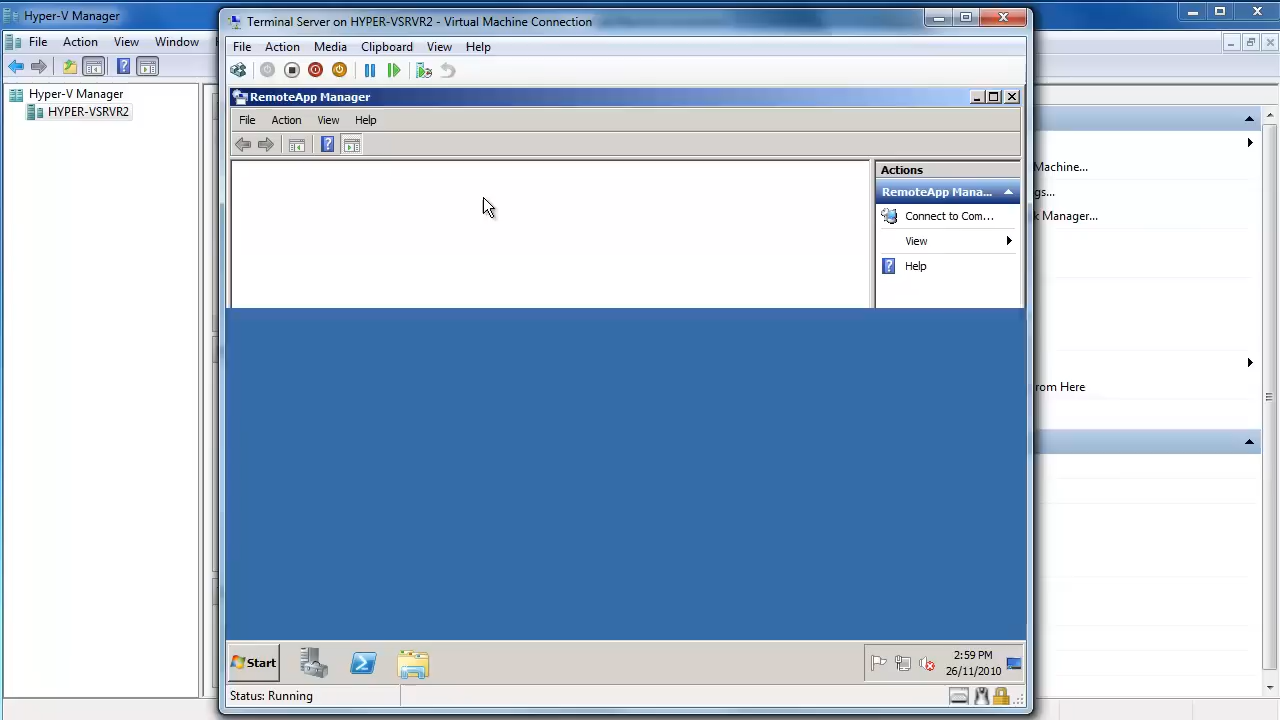 Hyper-V Manager
File Action View Window
Hyper-V Manager
HYPER-VSRVR2
Terminal Server on HYPER-VSRVR2 - Virtual Machine Connection
File Action Media Clipboard View Help
RemoteApp Manager
File Action View Help
Actions
RemoteApp Mana...
Connect to Com...
View
Help
Machine...
gs...
k Manager...
rom Here
Start
2:59 PM
26/11/2010
Status: Running